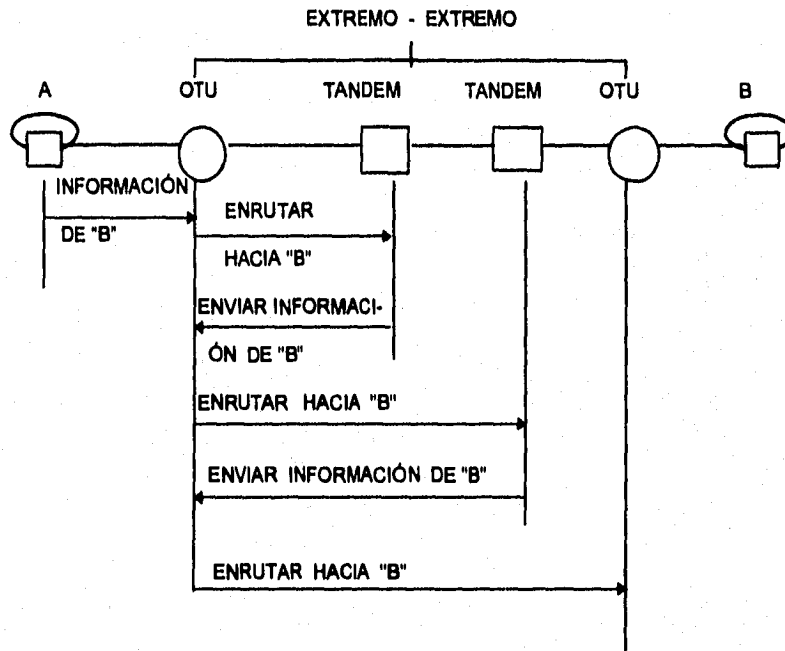 EXTREMO - EXTREMO
A OTU TANDEM TANDEM OTU B
INFORMACIÓN
DE "B"
ENRUTAR
HACIA "B"
ENVIAR INFORMACI-
ÓN DE "B"
ENRUTAR HACIA "B"
ENVIAR INFORMACIÓN DE "B"
ENRUTAR HACIA "B"